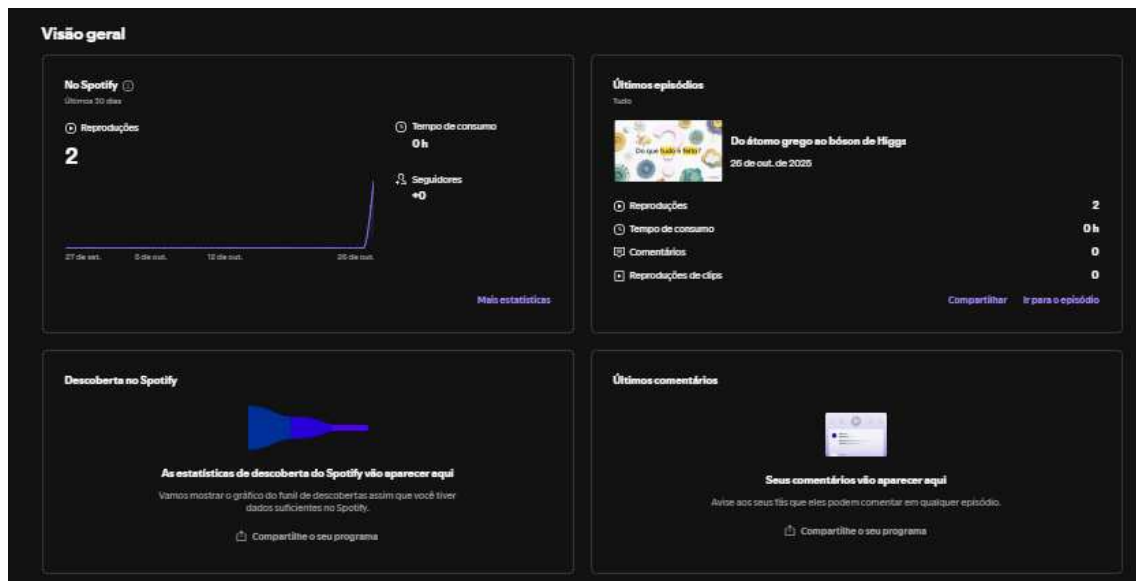 Visão geral
No Spotify
Últimos 30 dias
Reproduções
2
Tempo de consumo
0 h
Seguidores
+0
27 de set.
5 de out.
12 de out.
26 de out.
Mais estatísticas
Últimos episódios
Tudo
Do que tudo é feito?
Do átomo grego ao bóson de Higgs
26 de out. de 2025
Reproduções 2
Tempo de consumo 0 h
Comentários 0
Reproduções de clips 0
Compartilhar Ir para o episódio
Descoberta no Spotify
As estatísticas de descoberta do Spotify vão aparecer aqui
Vamos mostrar o gráfico do funil de descobertas assim que você tiver
dados suficientes no Spotify.
Compartilhe o seu programa
Últimos comentários
Seus comentários vão aparecer aqui
Avise aos seus fãs que eles podem comentar em qualquer episódio.
Compartilhe o seu programa